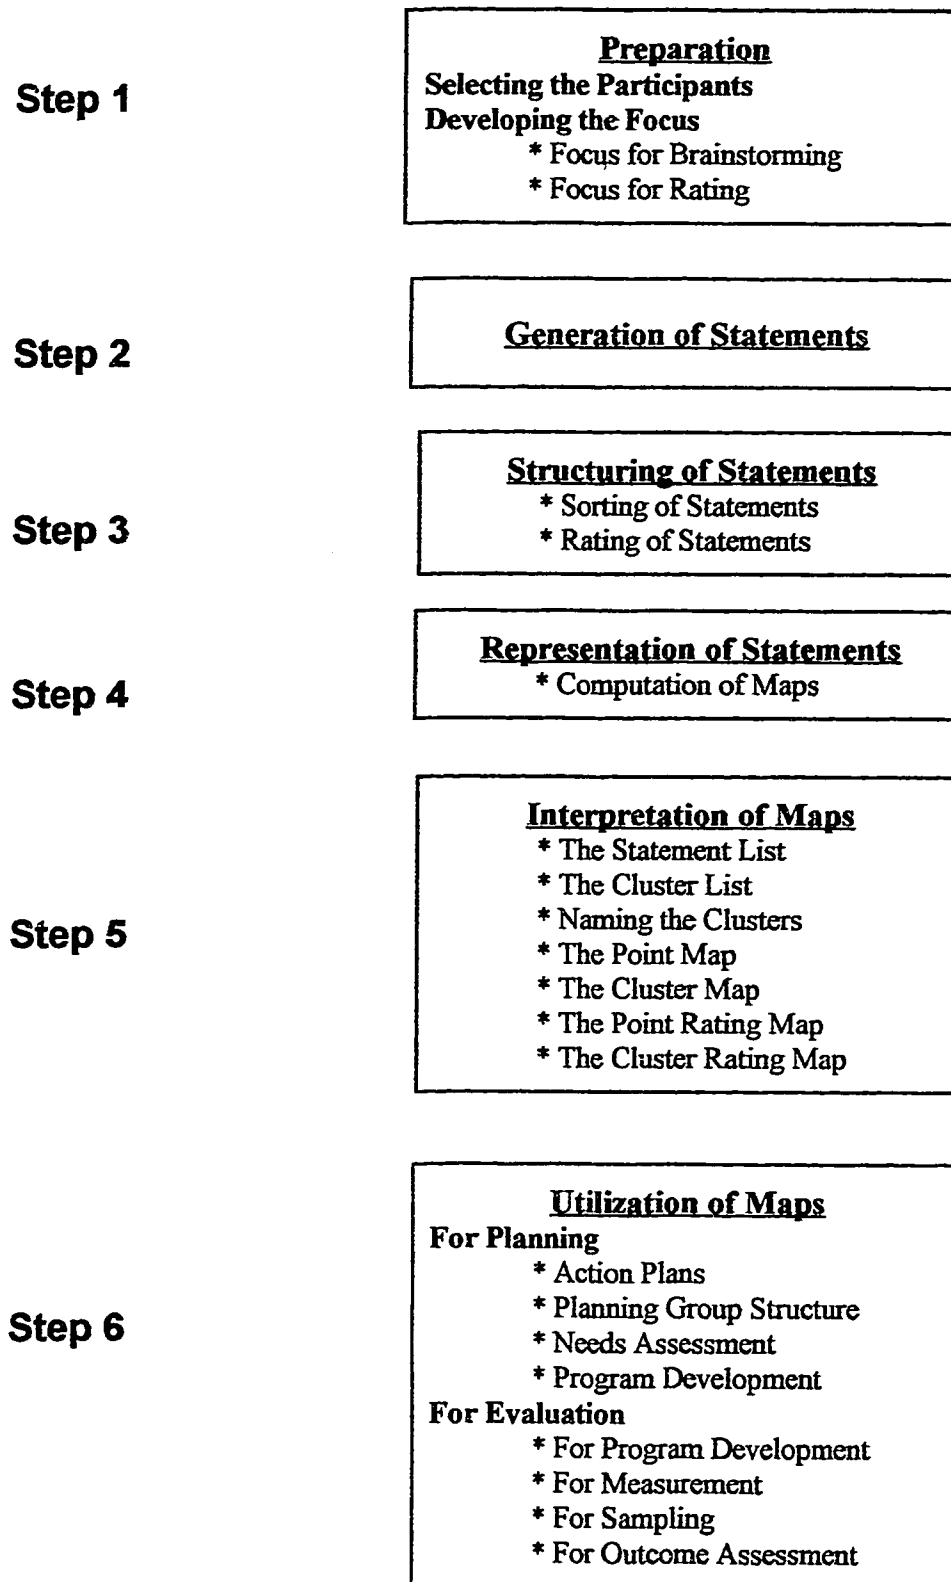 Step 1
Preparation
Selecting the Participants
Developing the Focus
* Focus for Brainstorming
* Focus for Rating
Step 2
Generation of Statements
Step 3
Structuring of Statements
* Sorting of Statements
* Rating of Statements
Step 4
Representation of Statements
* Computation of Maps
Step 5
Interpretation of Maps
* The Statement List
* The Cluster List
* Naming the Clusters
* The Point Map
* The Cluster Map
* The Point Rating Map
* The Cluster Rating Map
Step 6
Utilization of Maps
For Planning
* Action Plans
* Planning Group Structure
* Needs Assessment
* Program Development
For Evaluation
* For Program Development
* For Measurement
* For Sampling
* For Outcome Assessment